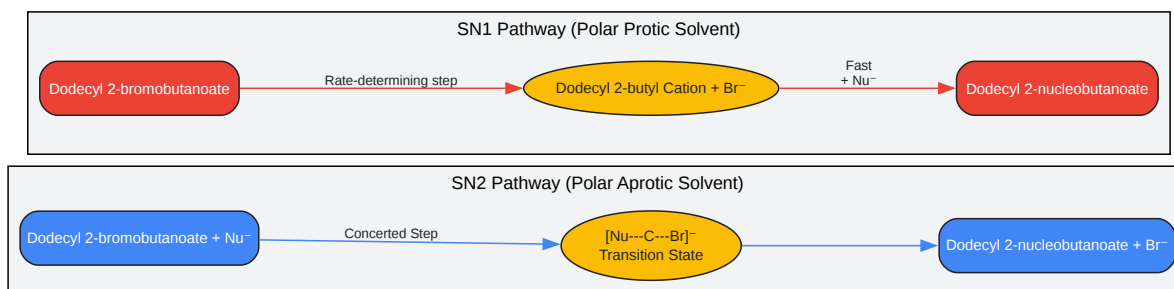 SN1 Pathway (Polar Protic Solvent)
Dodecyl 2-bromobutanoate
Rate-determining step
Dodecyl 2-butyl Cation + Br⁻
Fast
+ Nu⁻
Dodecyl 2-nucleobutanoate
SN2 Pathway (Polar Aprotic Solvent)
Dodecyl 2-bromobutanoate + Nu⁻
Concerted Step
[Nu---C---Br]⁻
Transition State
Dodecyl 2-nucleobutanoate + Br⁻